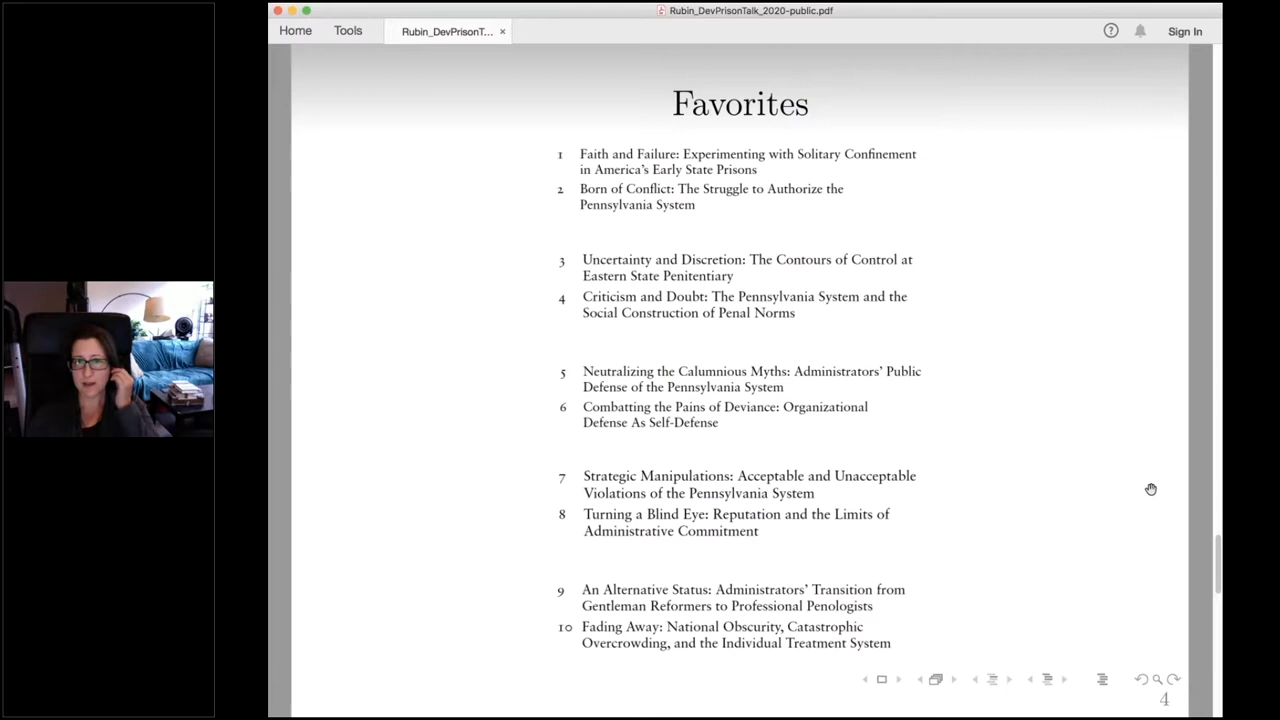 Rubin_DevPrisonTalk_2020-public.pdf
Home Tools Rubin_DevPrisonT... × ? Sign In
Favorites
1 Faith and Failure: Experimenting with Solitary Confinement
in America's Early State Prisons
2 Born of Conflict: The Struggle to Authorize the
Pennsylvania System
3 Uncertainty and Discretion: The Contours of Control at
Eastern State Penitentiary
4 Criticism and Doubt: The Pennsylvania System and the
Social Construction of Penal Norms
5 Neutralizing the Calumnious Myths: Administrators' Public
Defense of the Pennsylvania System
6 Combatting the Pains of Deviance: Organizational
Defense As Self-Defense
7 Strategic Manipulations: Acceptable and Unacceptable
Violations of the Pennsylvania System
8 Turning a Blind Eye: Reputation and the Limits of
Administrative Commitment
9 An Alternative Status: Administrators' Transition from
Gentleman Reformers to Professional Penologists
10 Fading Away: National Obscurity, Catastrophic
Overcrowding, and the Individual Treatment System
4